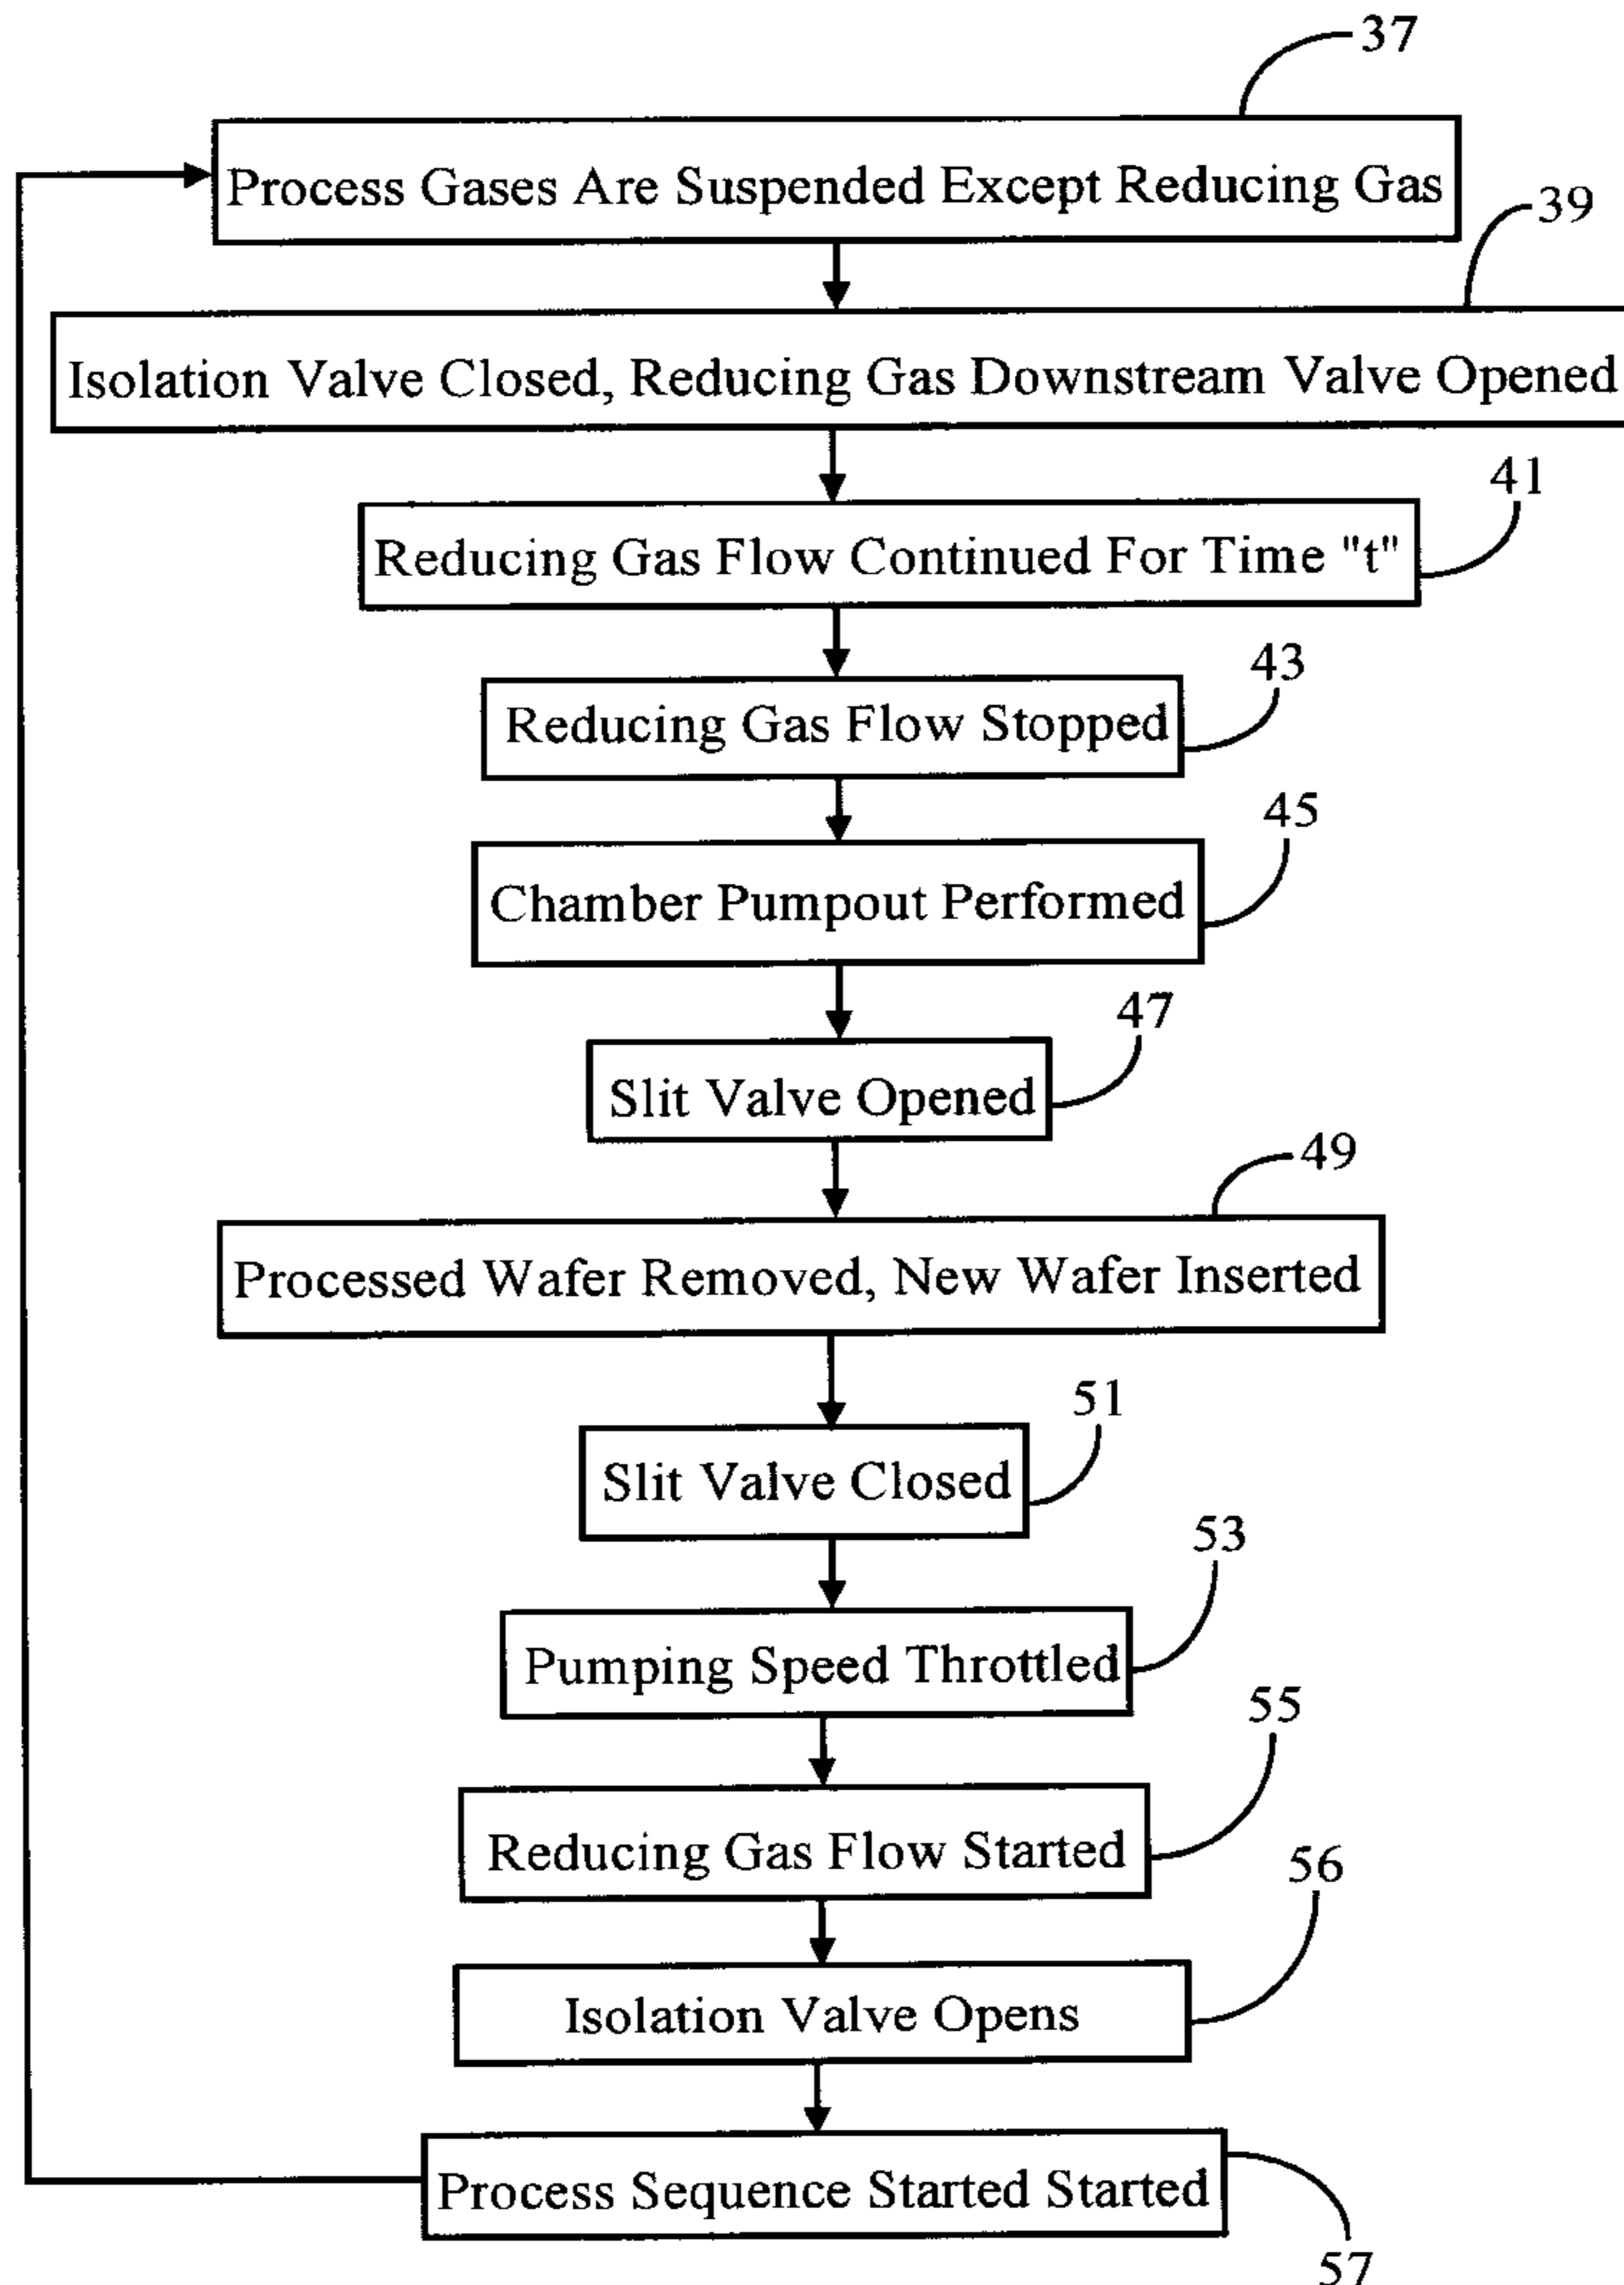 37
Process Gases Are Suspended Except Reducing Gas
39
Isolation Valve Closed, Reducing Gas Downstream Valve Opened
41
Reducing Gas Flow Continued For Time "t"
43
Reducing Gas Flow Stopped
45
Chamber Pumpout Performed
47
Slit Valve Opened
49
Processed Wafer Removed, New Wafer Inserted
51
Slit Valve Closed
53
Pumping Speed Throttled
55
Reducing Gas Flow Started
56
Isolation Valve Opens
Process Sequence Started Started
57